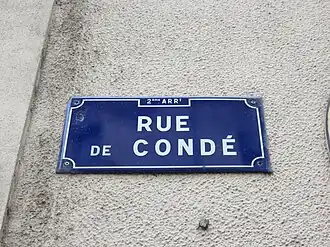 2ème ARRt
RUE
DE CONDÉ